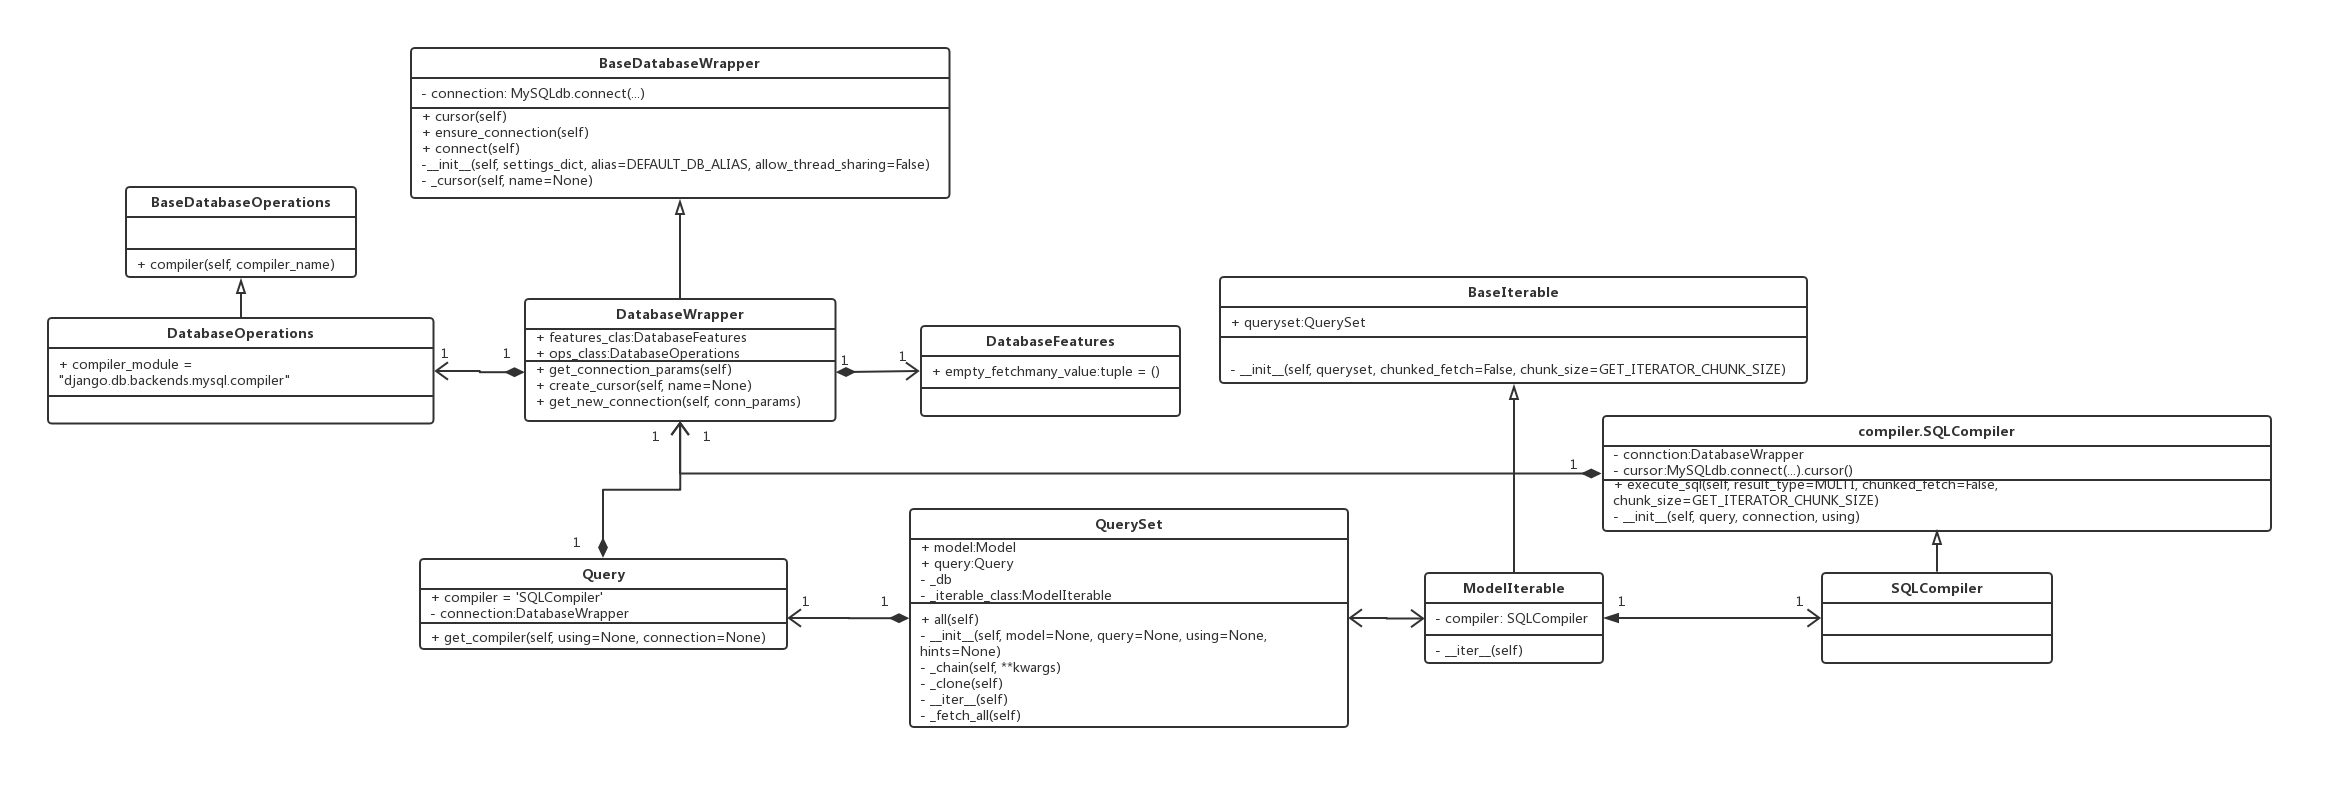 BaseDatabaseWrapper
- connection: MySQLdb.connect(...)
+ cursor(self)
+ ensure_connection(self)
+ connect(self)
-__init__(self, settings_dict, alias=DEFAULT_DB_ALIAS, allow_thread_sharing=False)
- _cursor(self, name=None)
BaseDatabaseOperations
+ compiler(self, compiler_name)
DatabaseOperations
+ compiler_module =
"django.db.backends.mysql.compiler"
1
1
DatabaseWrapper
+ features_clas:DatabaseFeatures
+ ops_class:DatabaseOperations
+ get_connection_params(self)
+ create_cursor(self, name=None)
+ get_new_connection(self, conn_params)
1
1
DatabaseFeatures
+ empty_fetchmany_value:tuple = ()
BaseIterable
+ queryset:QuerySet
- __init__(self, queryset, chunked_fetch=False, chunk_size=GET_ITERATOR_CHUNK_SIZE)
1
1
1
compiler.SQLCompiler
- connction:DatabaseWrapper
- cursor:MySQLdb.connect(...).cursor()
+ execute_sql(self, result_type=MULTI, chunked_fetch=False,
chunk_size=GET_ITERATOR_CHUNK_SIZE)
- __init__(self, query, connection, using)
1
Query
+ compiler = 'SQLCompiler'
- connection:DatabaseWrapper
+ get_compiler(self, using=None, connection=None)
1
1
QuerySet
+ model:Model
+ query:Query
- _db
- _iterable_class:ModelIterable
+ all(self)
- __init__(self, model=None, query=None, using=None,
hints=None)
- _chain(self, **kwargs)
- _clone(self)
- __iter__(self)
- _fetch_all(self)
ModelIterable
- compiler: SQLCompiler
- __iter__(self)
1
1
SQLCompiler